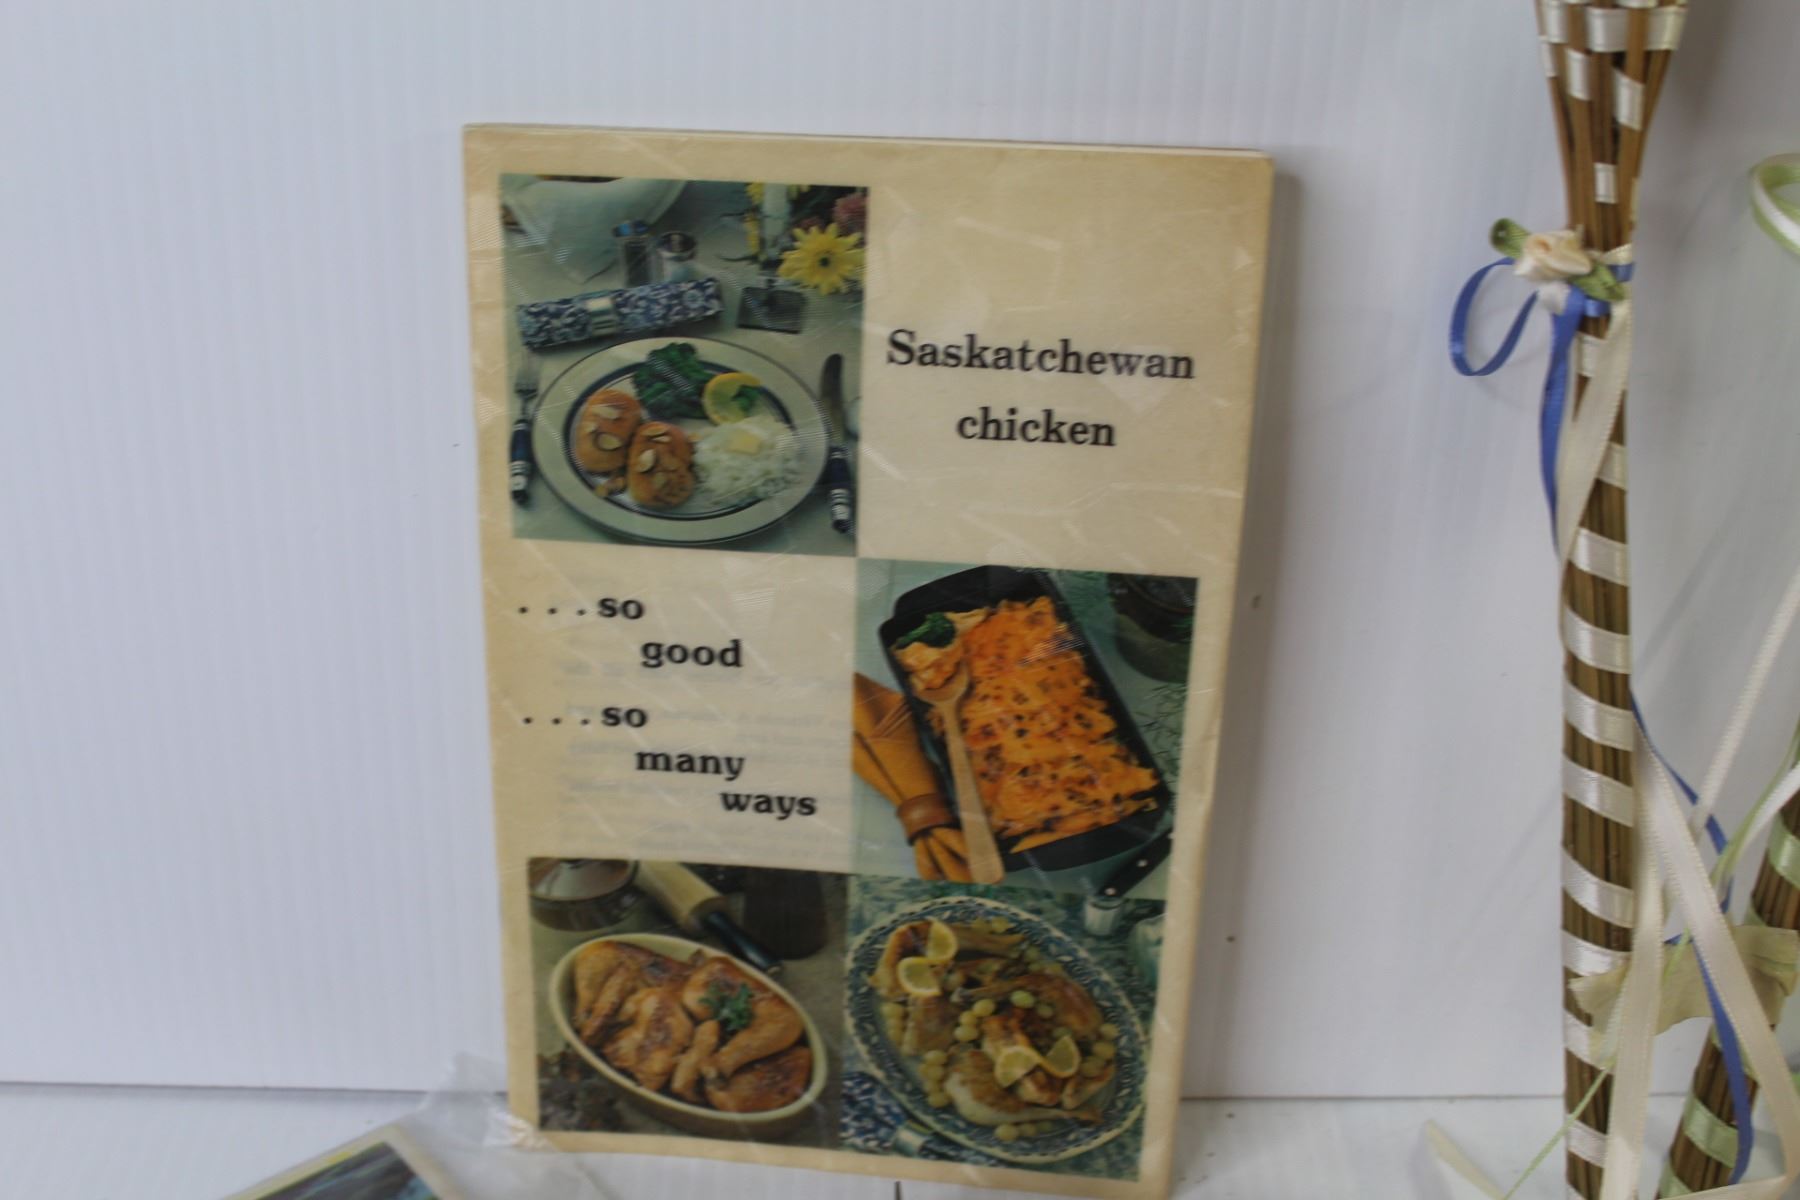 Saskatchewan
chicken
. . . so
good
. . . so
many
ways